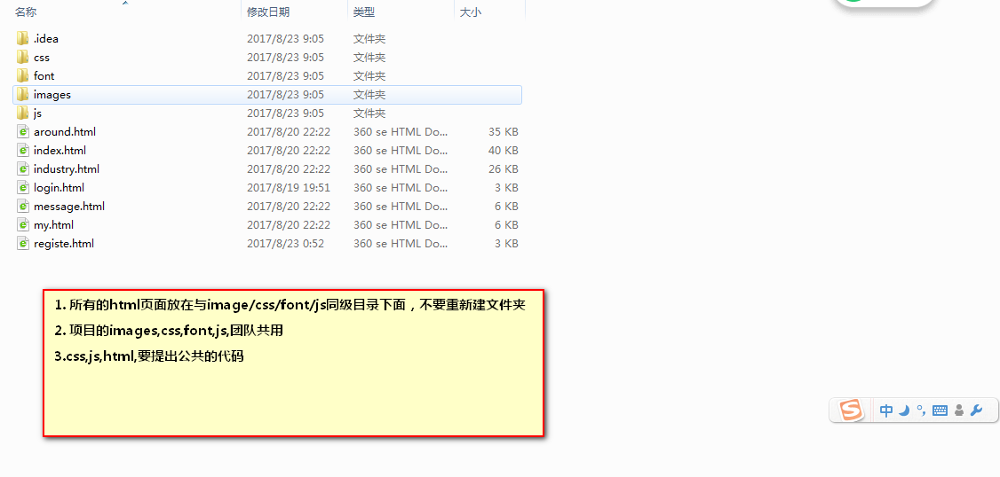 名称 修改日期 类型 大小
.idea 2017/8/23 9:05 文件夹
css 2017/8/23 9:05 文件夹
font 2017/8/23 9:05 文件夹
images 2017/8/23 9:05 文件夹
js 2017/8/23 9:05 文件夹
around.html 2017/8/20 22:22 360 se HTML Do... 35 KB
index.html 2017/8/20 22:22 360 se HTML Do... 40 KB
industry.html 2017/8/20 22:22 360 se HTML Do... 26 KB
login.html 2017/8/19 19:51 360 se HTML Do... 3 KB
message.html 2017/8/20 22:22 360 se HTML Do... 6 KB
my.html 2017/8/20 22:22 360 se HTML Do... 6 KB
registe.html 2017/8/23 0:52 360 se HTML Do... 3 KB
1. 所有的html页面放在与image/css/font/js同级目录下面，不要重新建文件夹
2. 项目的images,css,font,js,团队共用
3.css,js,html,要提出公共的代码
S 中